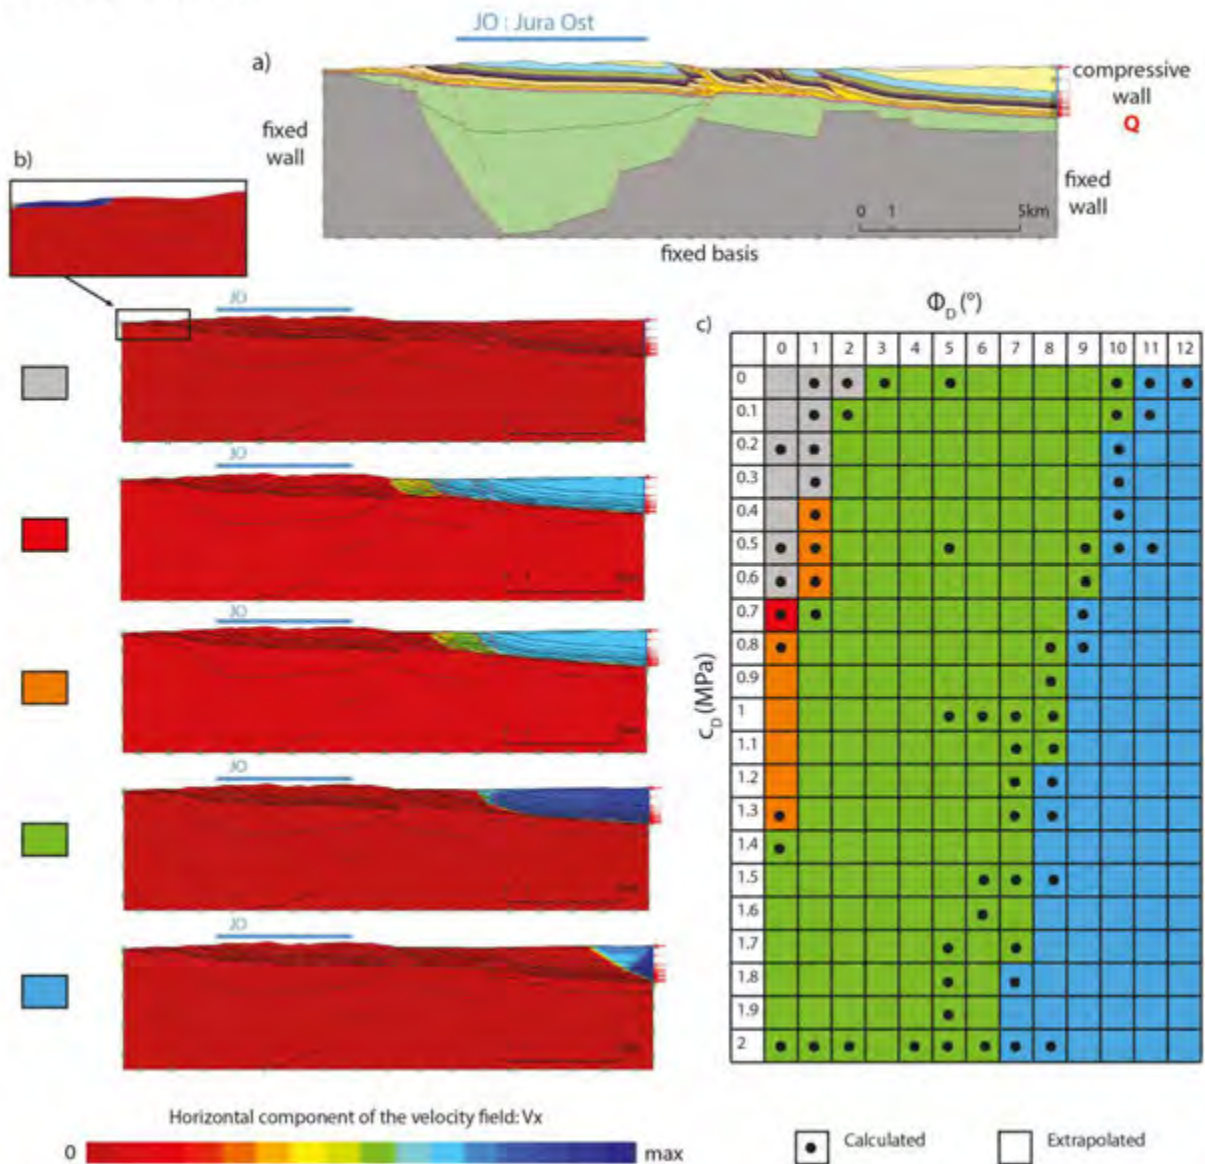 JO : Jura Ost
a)
compressive
wall
Q
fixed
wall
fixed
wall
0 1 5km
fixed basis
b)
JO
JO
JO
JO
JO
c)
Φ_D (°)
0 1 2 3 4 5 6 7 8 9 10 11 12
c_D (MPa)
0
0.1
0.2
0.3
0.4
0.5
0.6
0.7
0.8
0.9
1
1.1
1.2
1.3
1.4
1.5
1.6
1.7
1.8
1.9
2
Horizontal component of the velocity field: Vx
0 max
Calculated
Extrapolated